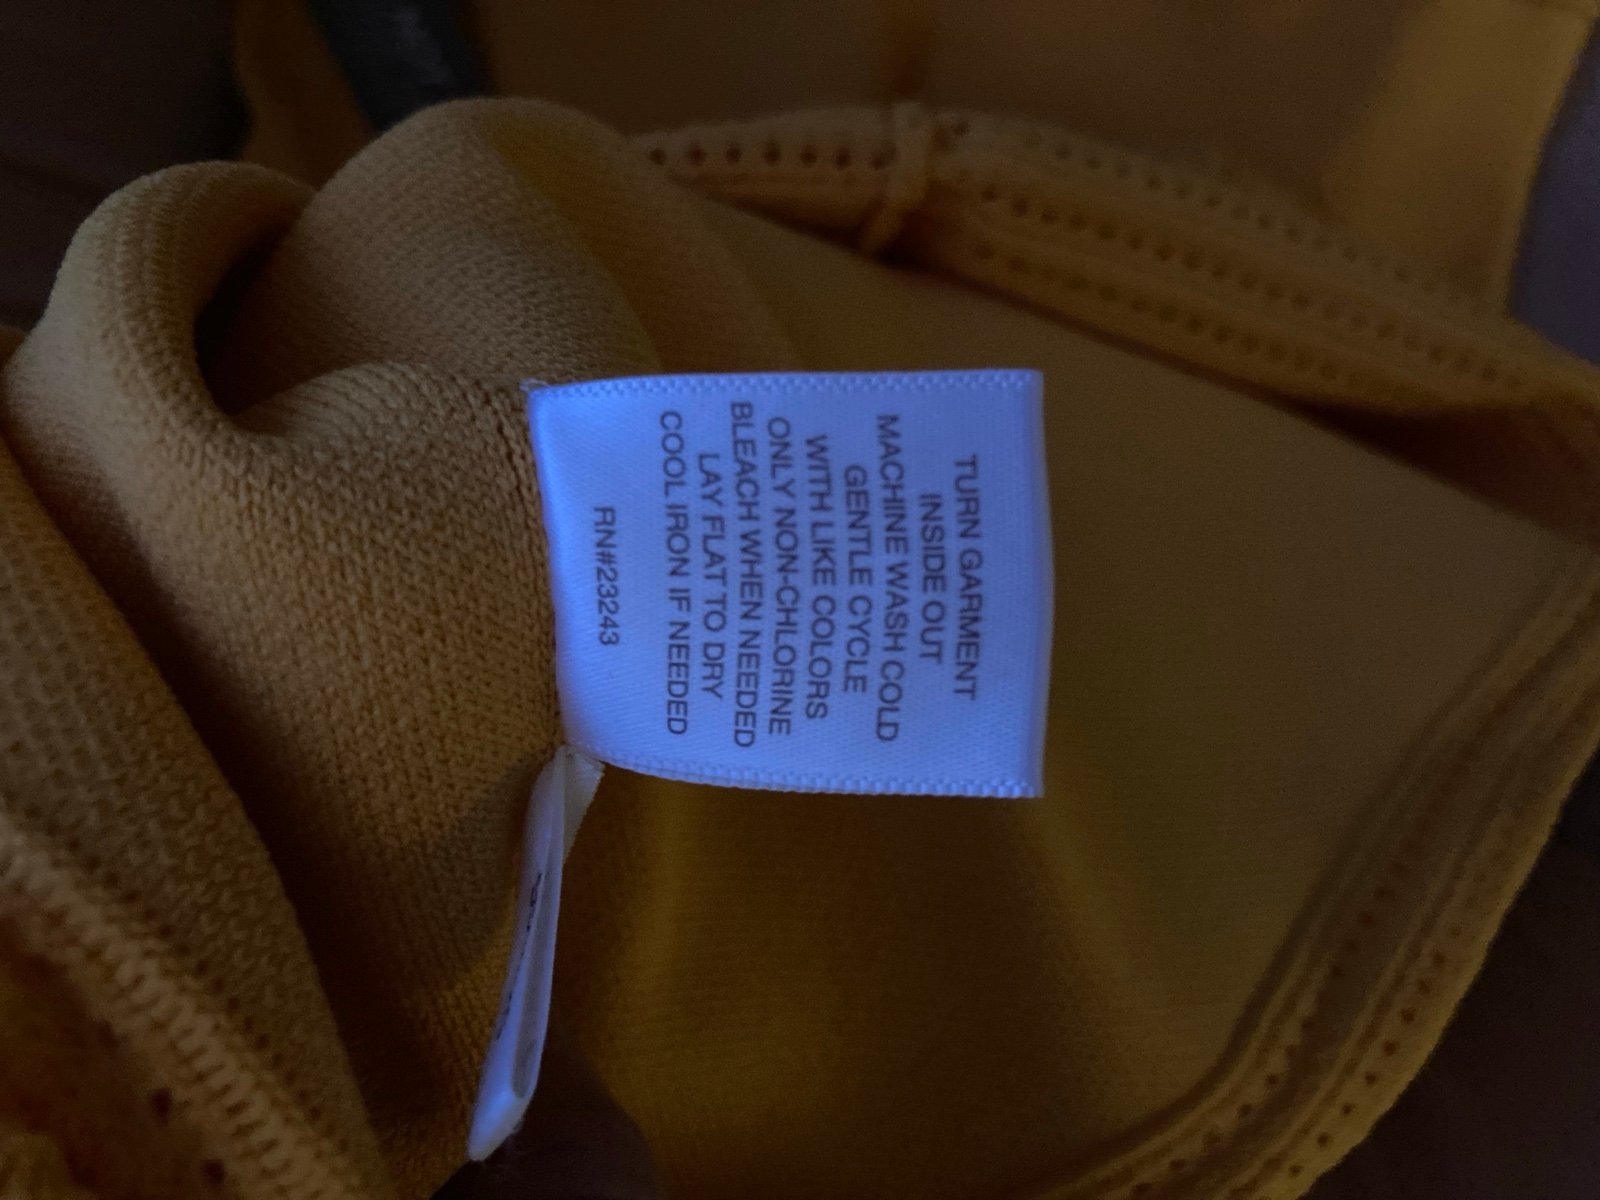 TURN GARMENT
INSIDE OUT
MACHINE WASH COLD
GENTLE CYCLE
WITH LIKE COLORS
ONLY NON-CHLORINE
BLEACH WHEN NEEDED
LAY FLAT TO DRY
COOL IRON IF NEEDED
RN#23243